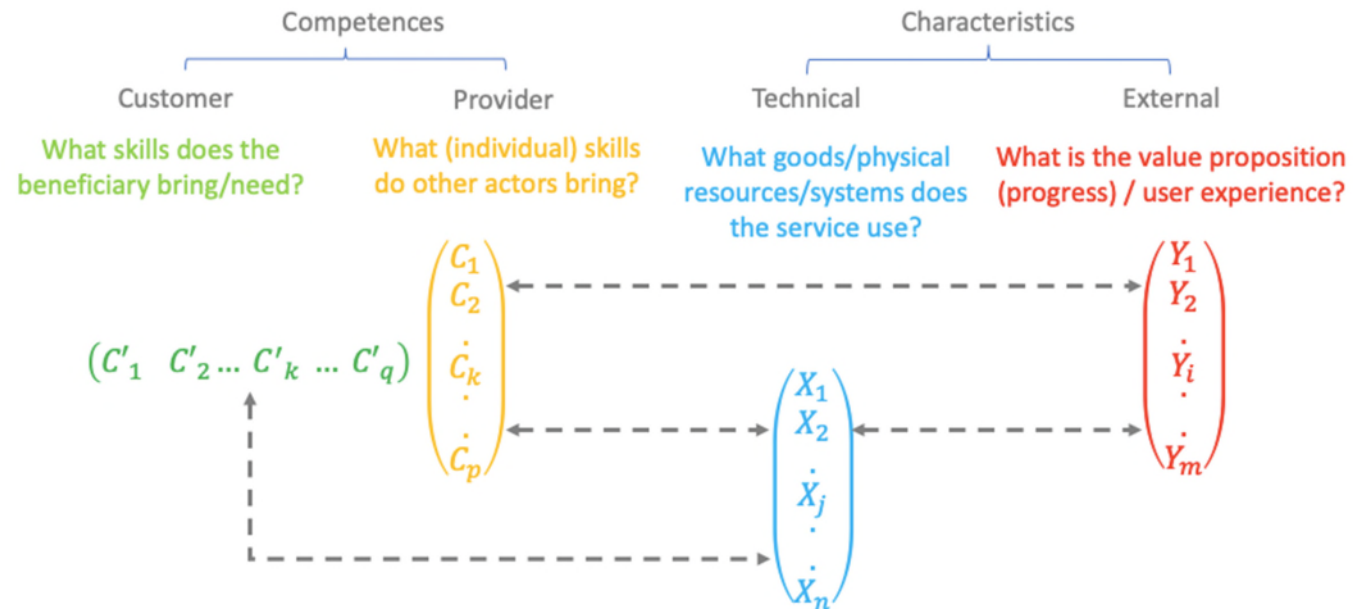 Competences
Characteristics
Customer
Provider
Technical
External
What skills does the
beneficiary bring/need?
What (individual) skills
do other actors bring?
What goods/physical
resources/systems does
the service use?
What is the value proposition
(progress) / user experience?
(C'₁ C'₂... C'ₖ ... C'q)
C₁
C₂
.
Cₖ
.
.
Cₚ
X₁
X₂
.
Xⱼ
.
.
Xₙ
Y₁
Y₂
.
Yᵢ
.
.
Yₘ